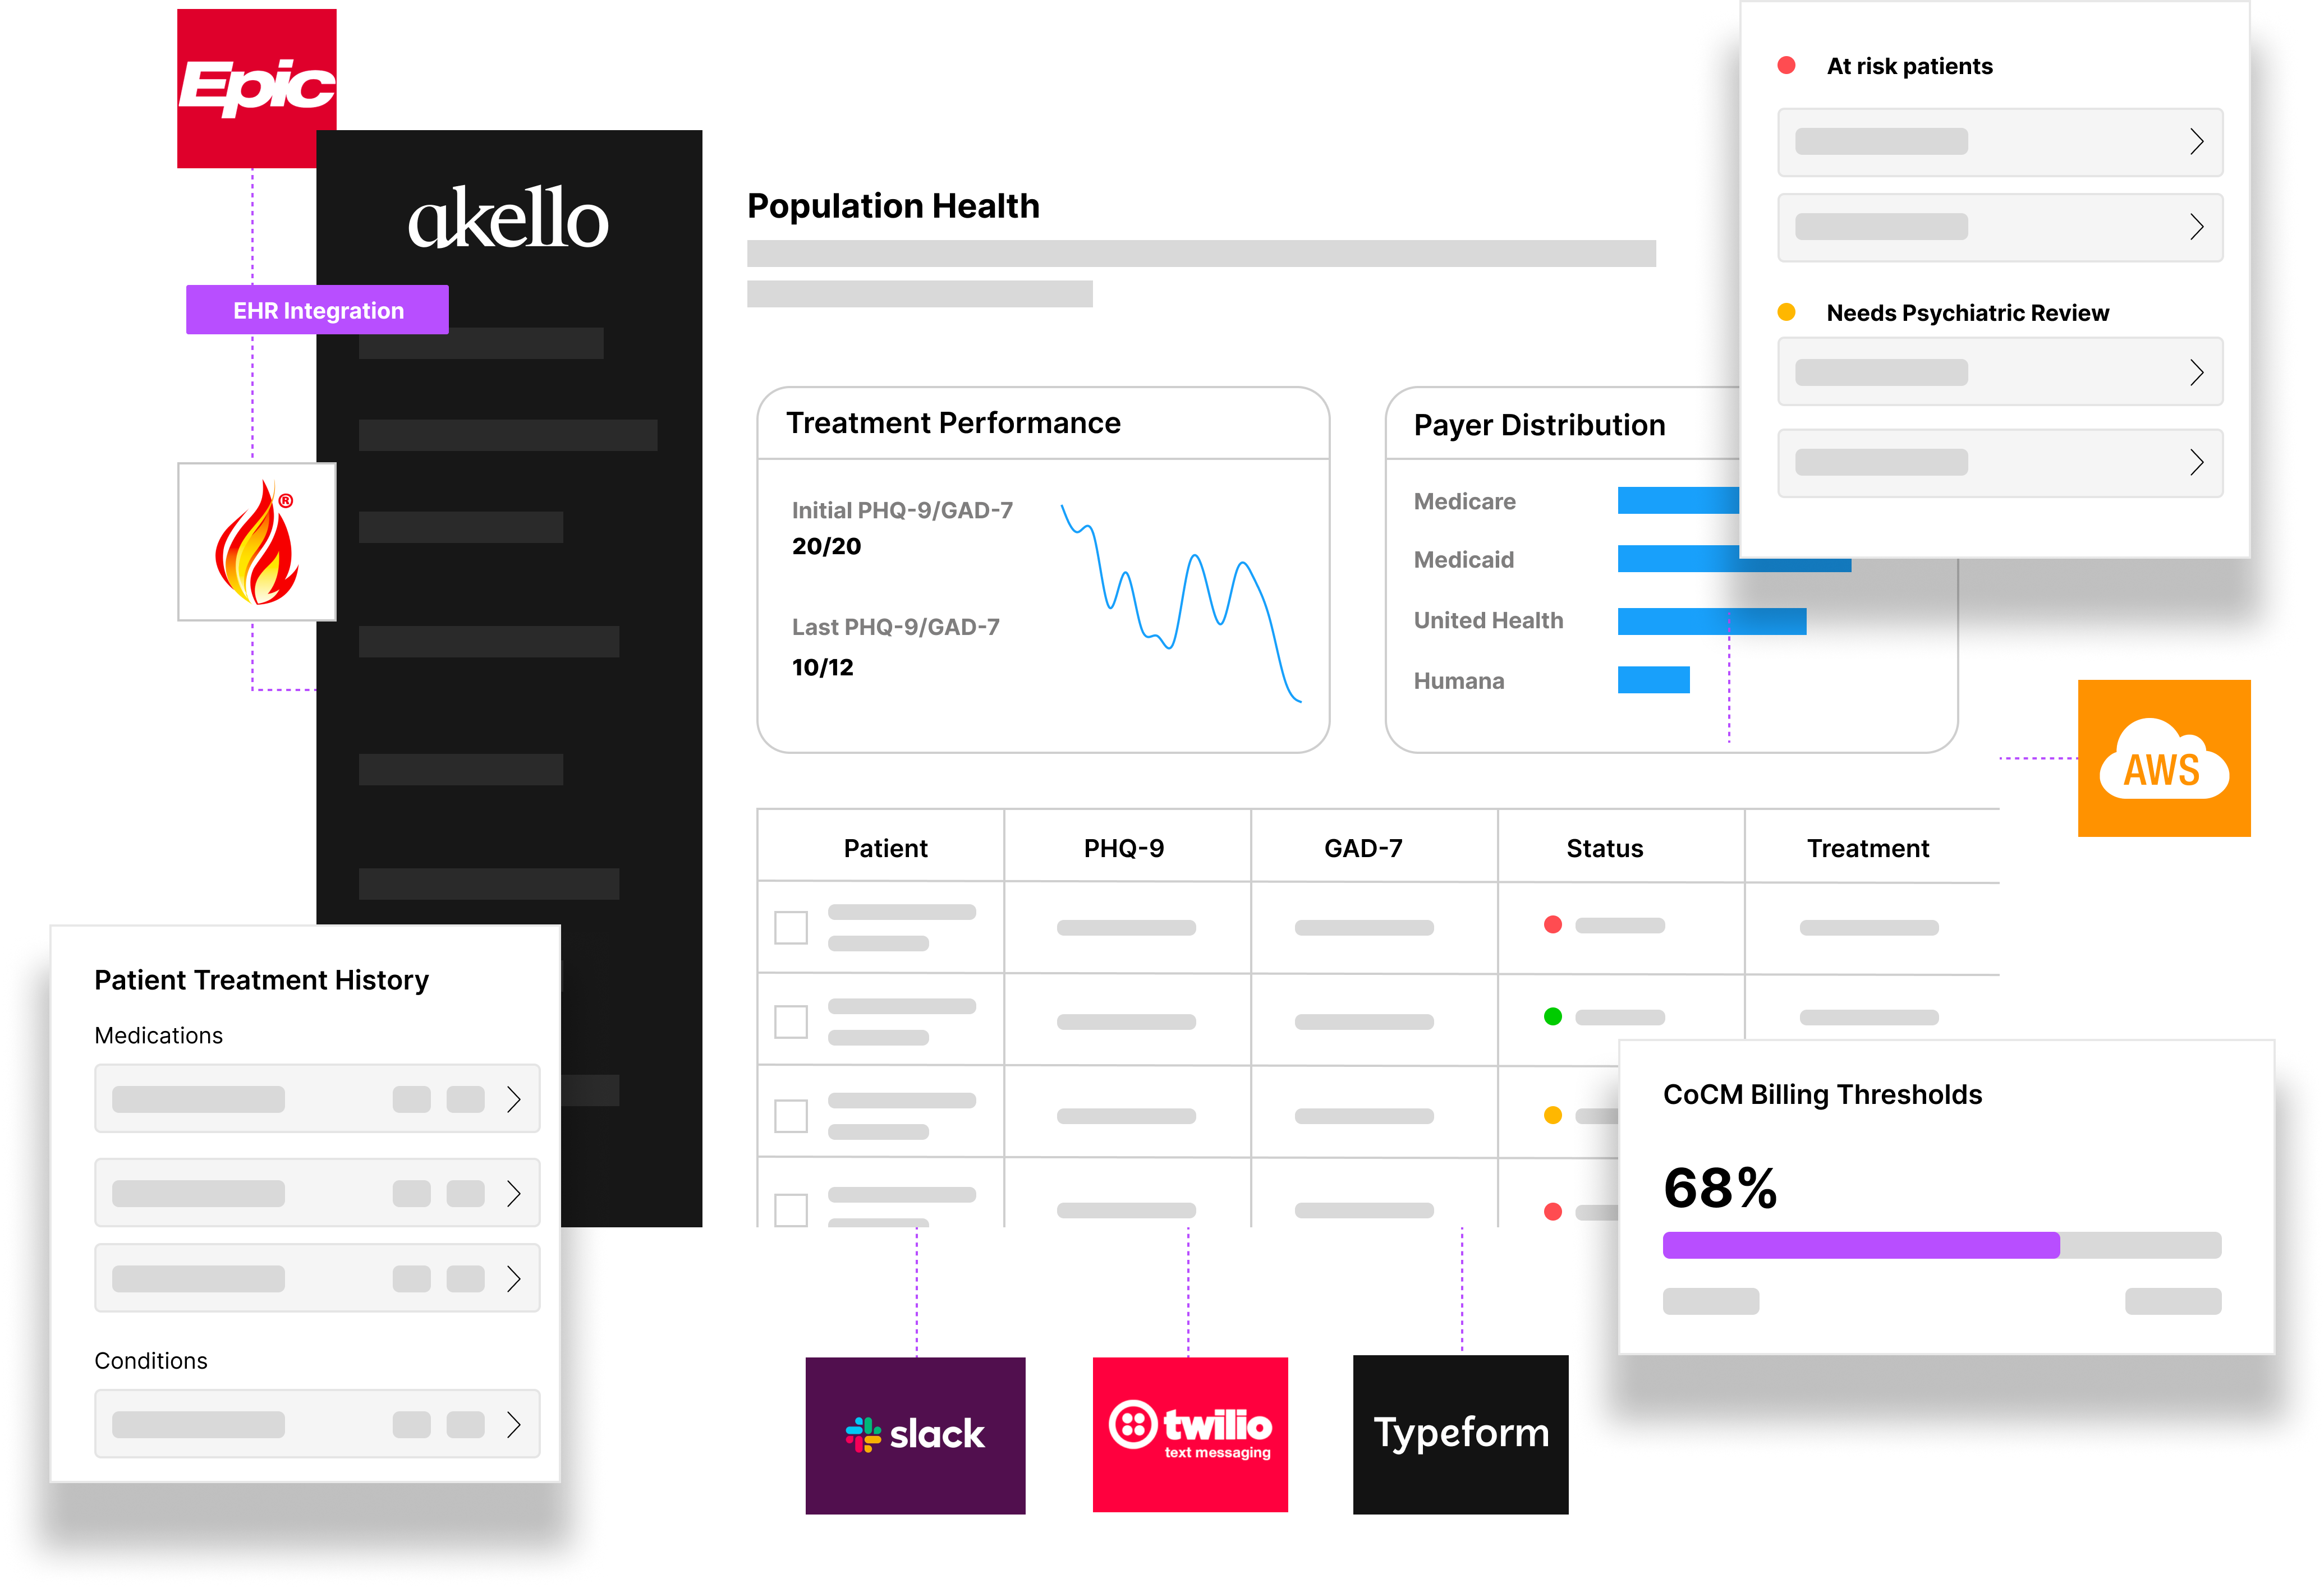 Epic
akello
EHR Integration
®
Population Health
At risk patients
Needs Psychiatric Review
Treatment Performance
Initial PHQ-9/GAD-7
20/20
Last PHQ-9/GAD-7
10/12
Payer Distribution
Medicare
Medicaid
United Health
Humana
AWS
Patient PHQ-9 GAD-7 Status Treatment
Patient Treatment History
Medications
Conditions
CoCM Billing Thresholds
68%
slack
twilio
text messaging
Typeform